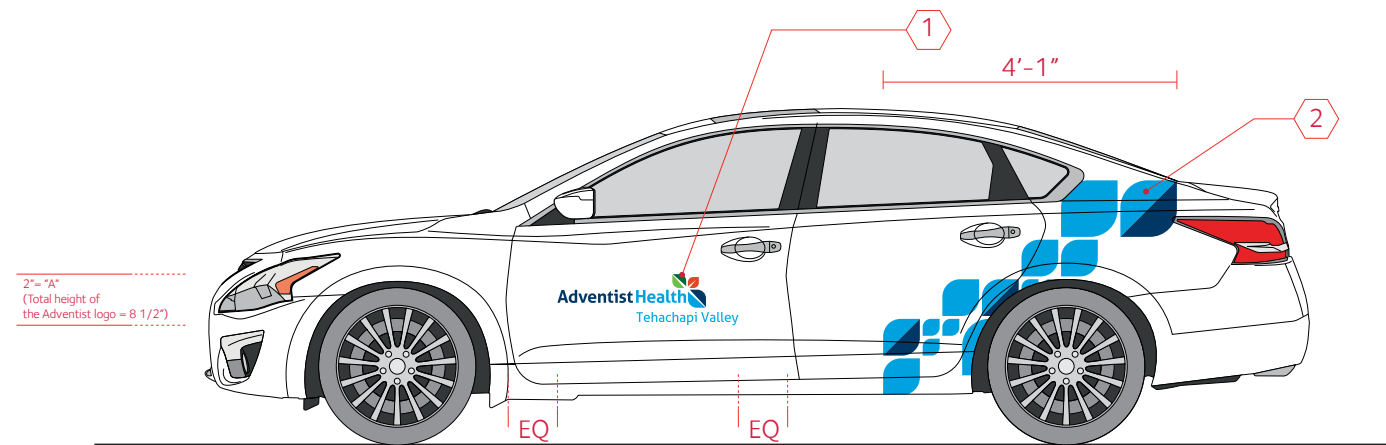 1
4’-1”
2
2”= “A”
(Total height of
the Adventist logo = 8 1/2”)
AdventistHealth
Tehachapi Valley
EQ
EQ